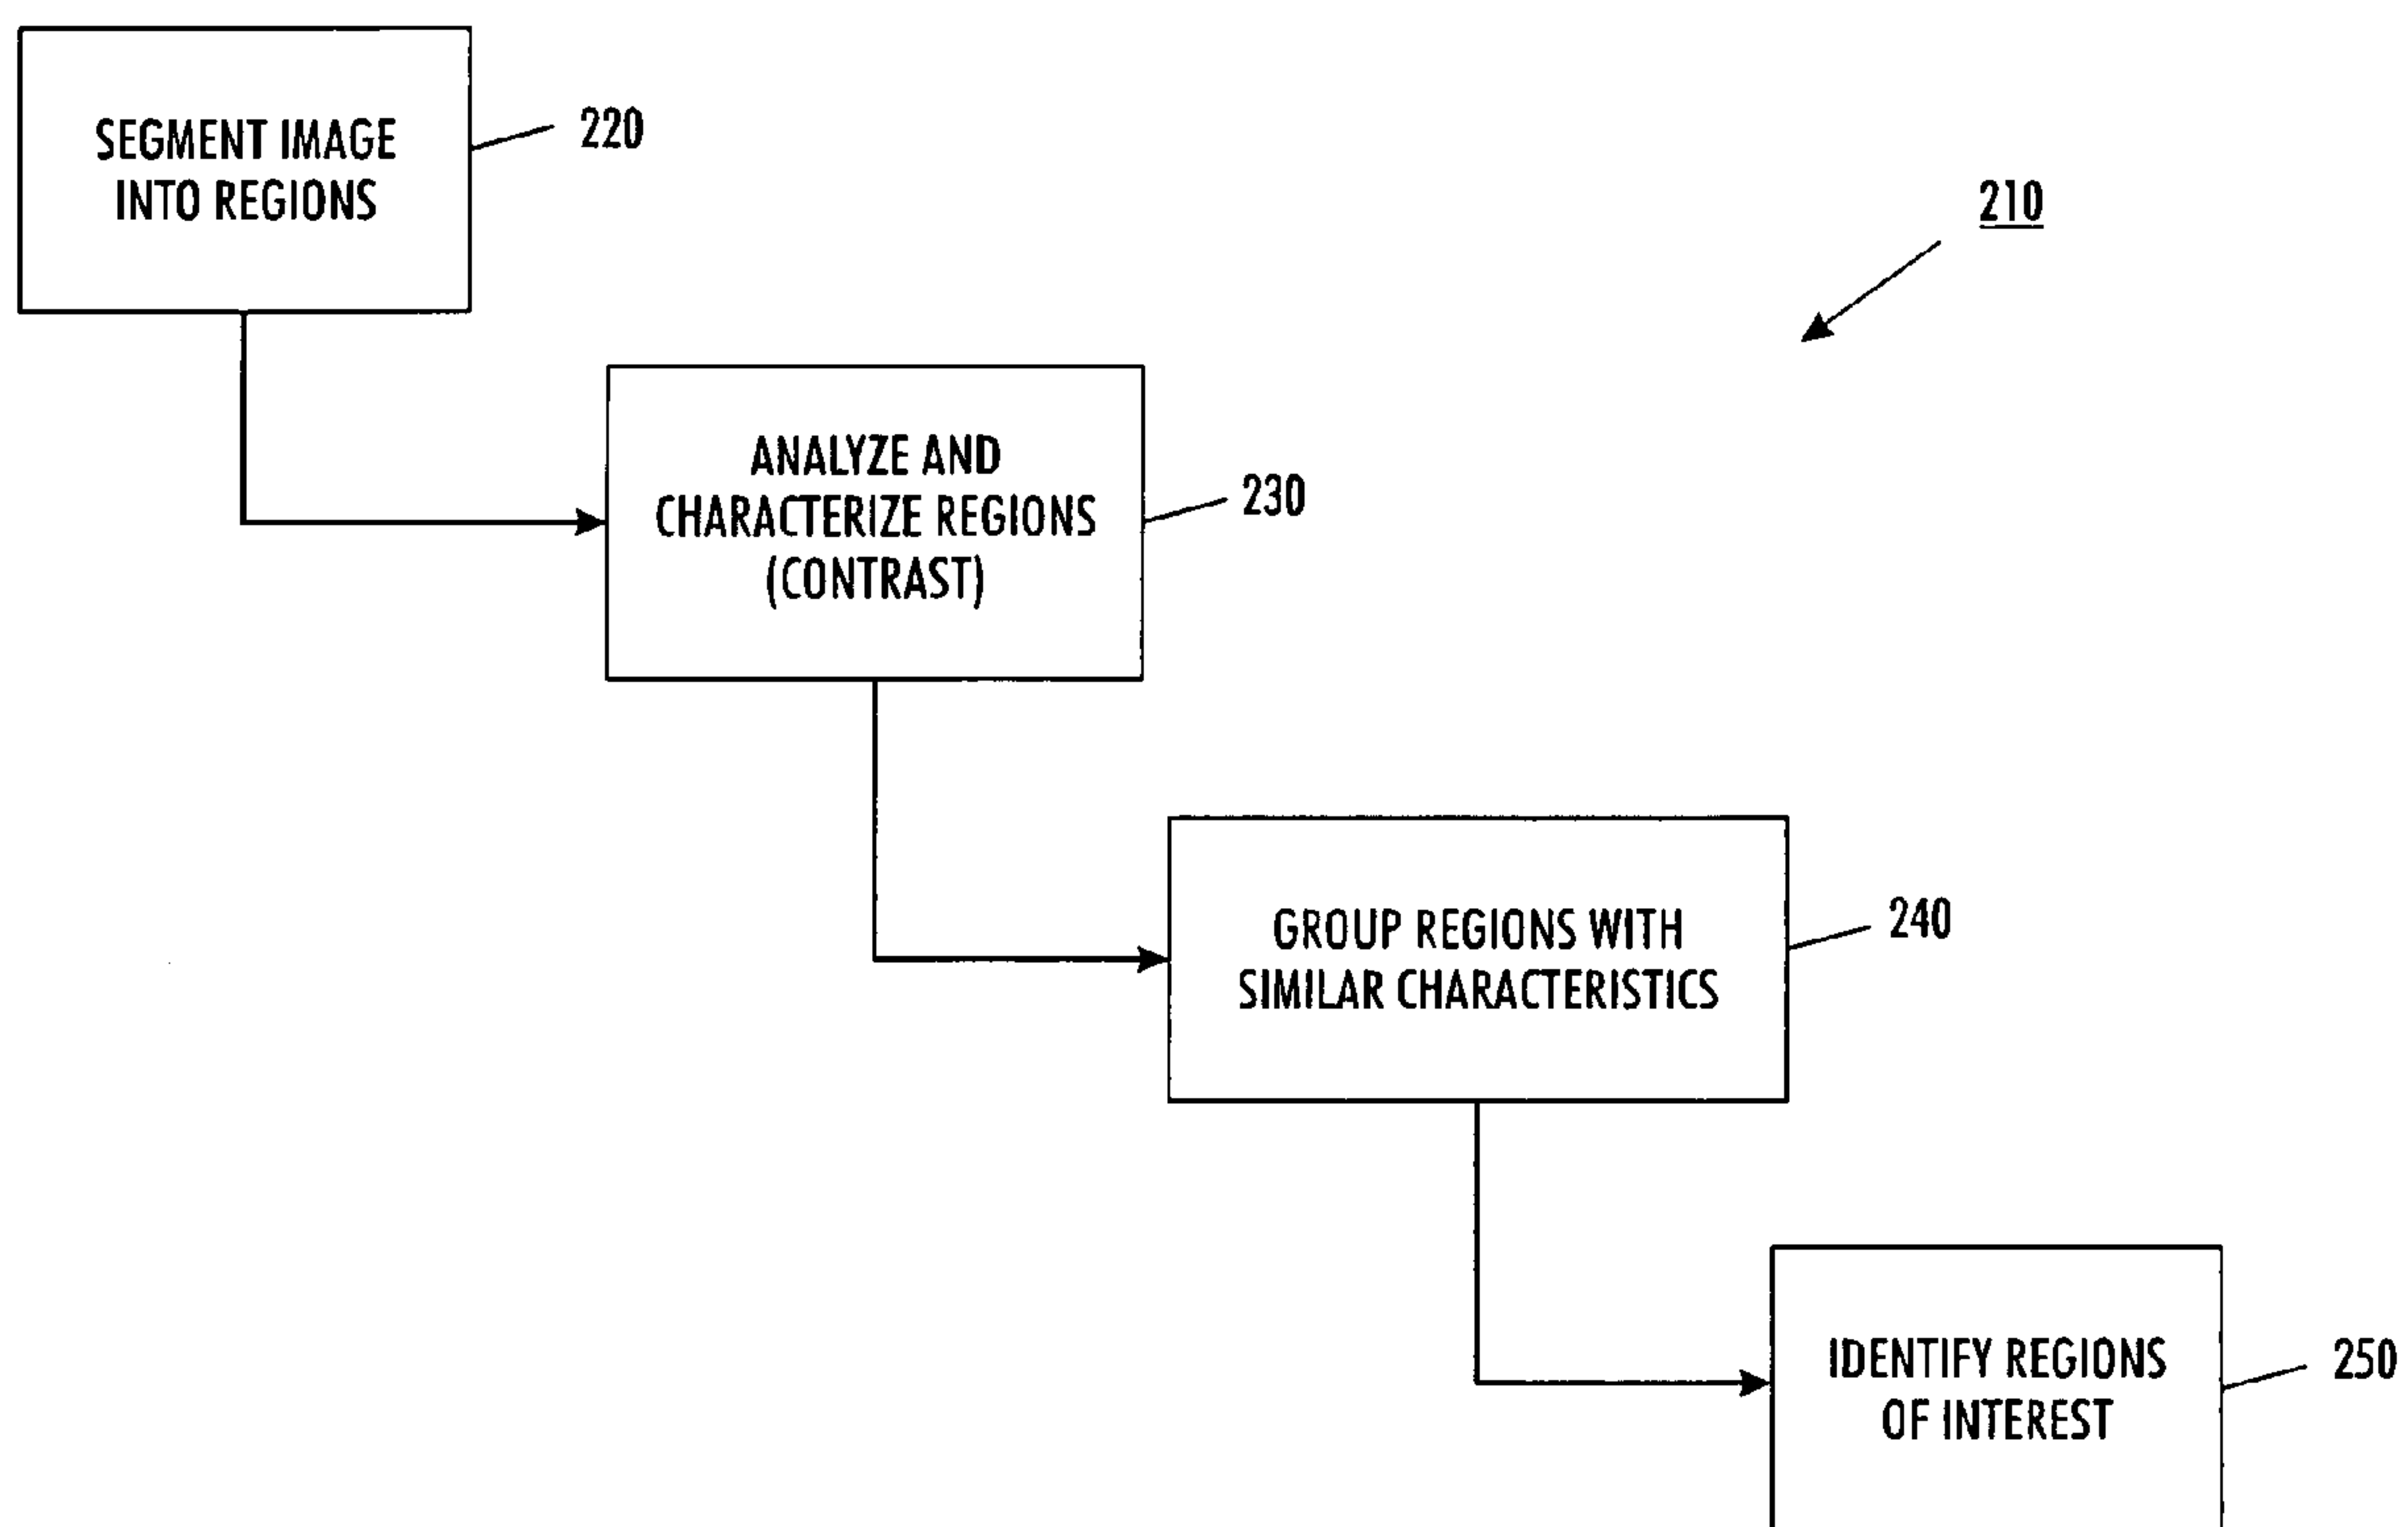 SEGMENT IMAGE
INTO REGIONS
220
210
ANALYZE AND
CHARACTERIZE REGIONS
(CONTRAST)
230
GROUP REGIONS WITH
SIMILAR CHARACTERISTICS
240
IDENTIFY REGIONS
OF INTEREST
250